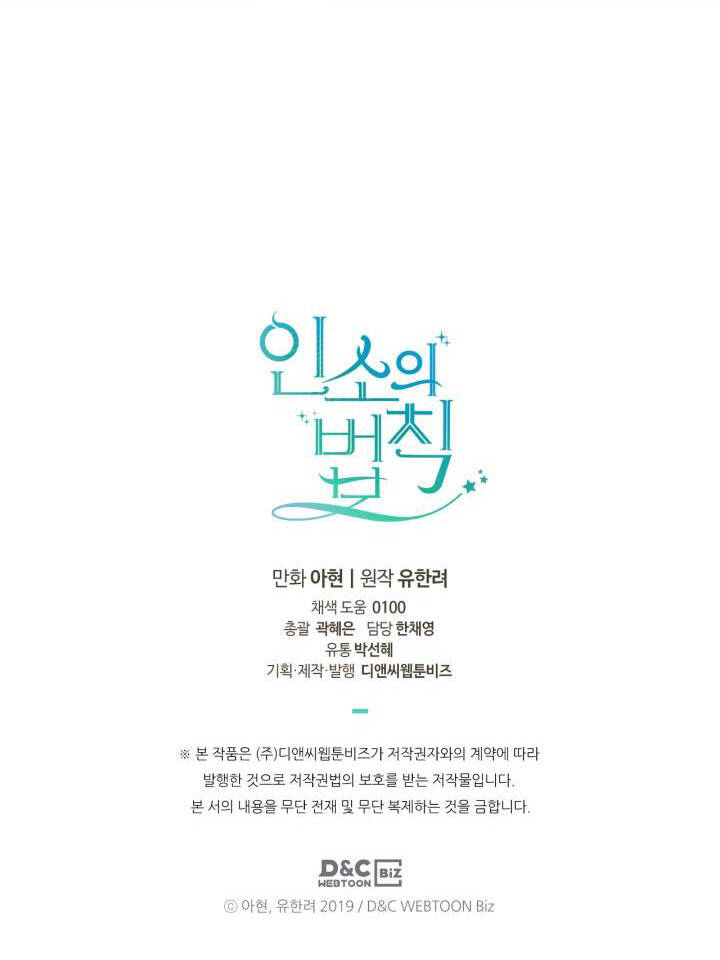 인소의
법칙
만화 아현 | 원작 유한려
채색 도움 0100
총괄 곽혜은 담당 한채영
유통 박선혜
기획·제작·발행 디앤씨웹툰비즈
※ 본 작품은 (주)디앤씨웹툰비즈가 저작권자와의 계약에 따라
발행한 것으로 저작권법의 보호를 받는 저작물입니다.
본 서의 내용을 무단 전재 및 무단 복제하는 것을 금합니다.
D&C
WEBTOON BiZ
ⓒ 아현, 유한려 2019 / D&C WEBTOON Biz